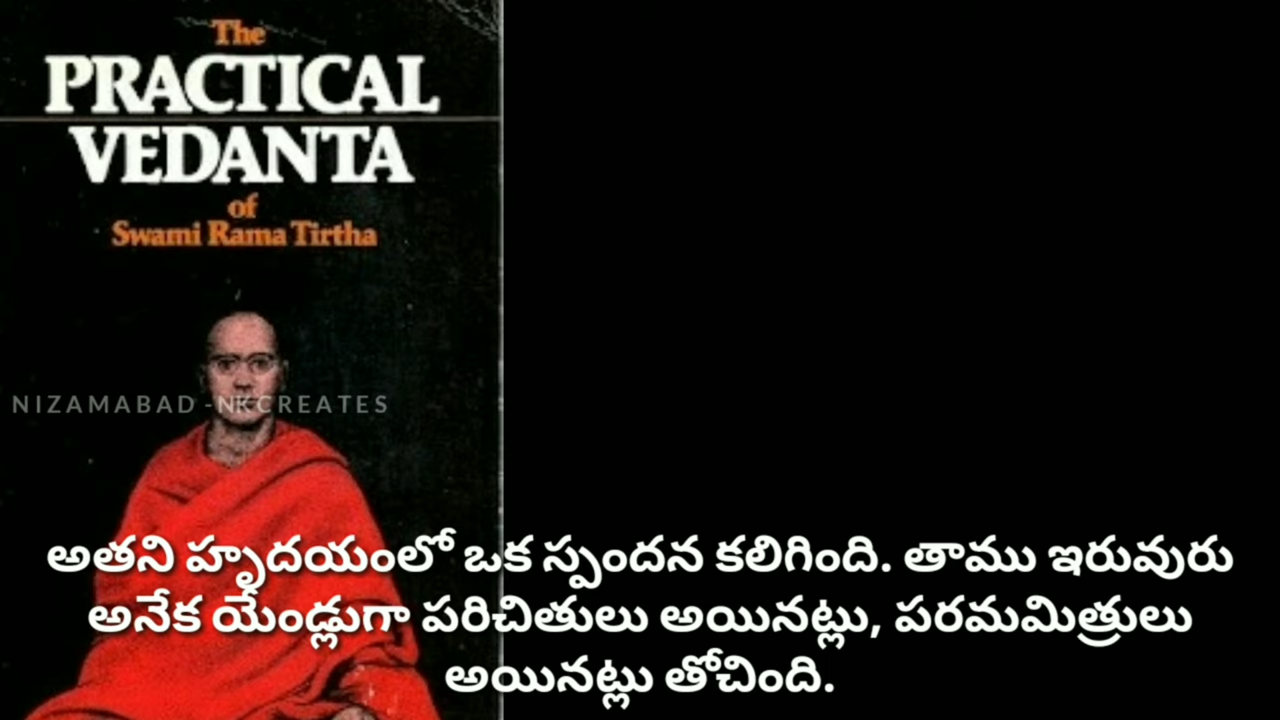 The
PRACTICAL
VEDANTA
of
Swami Rama Tirtha
NIZAMABAD -NKCREATES
అతని హృదయంలో ఒక స్పందన కలిగింది. తాము ఇరువురు
అనేక యేండ్లుగా పరిచితులు అయినట్లు, పరమమిత్రులు
అయినట్లు తోచింది.